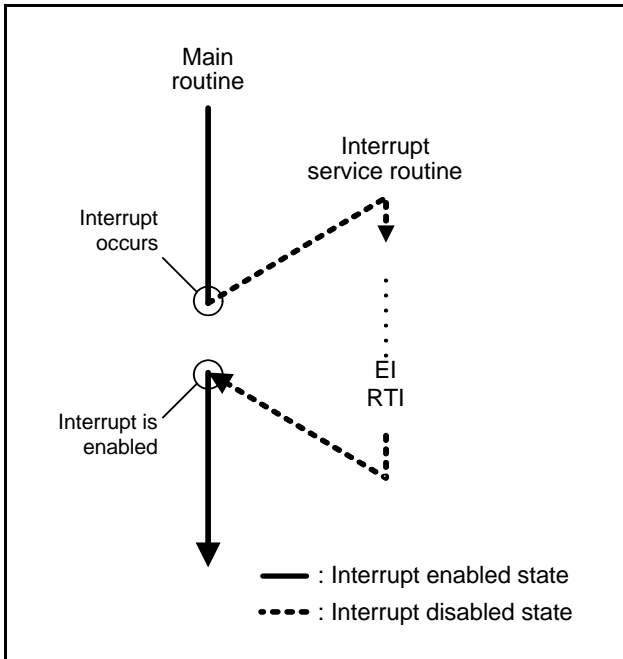 Main
routine
Interrupt
service routine
Interrupt
occurs
EI
RTI
Interrupt is
enabled
: Interrupt enabled state
: Interrupt disabled state